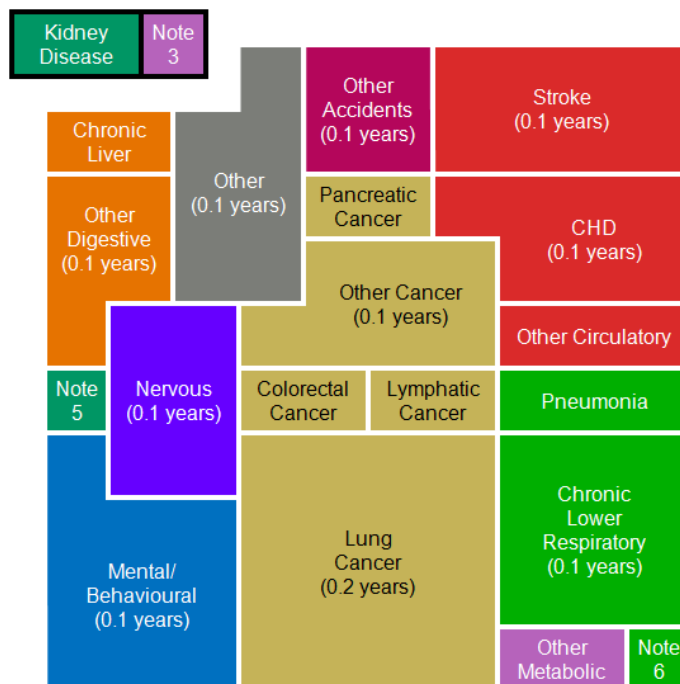 Kidney
Disease
Note
3
Other
Accidents
(0.1 years)
Stroke
(0.1 years)
Chronic
Liver
Other
(0.1 years)
Pancreatic
Cancer
Other
Digestive
(0.1 years)
CHD
(0.1 years)
Other Cancer
(0.1 years)
Other Circulatory
Note
5
Nervous
(0.1 years)
Colorectal
Cancer
Lymphatic
Cancer
Pneumonia
Chronic
Lower
Respiratory
(0.1 years)
Lung
Cancer
(0.2 years)
Mental/
Behavioural
(0.1 years)
Other
Metabolic
Note
6